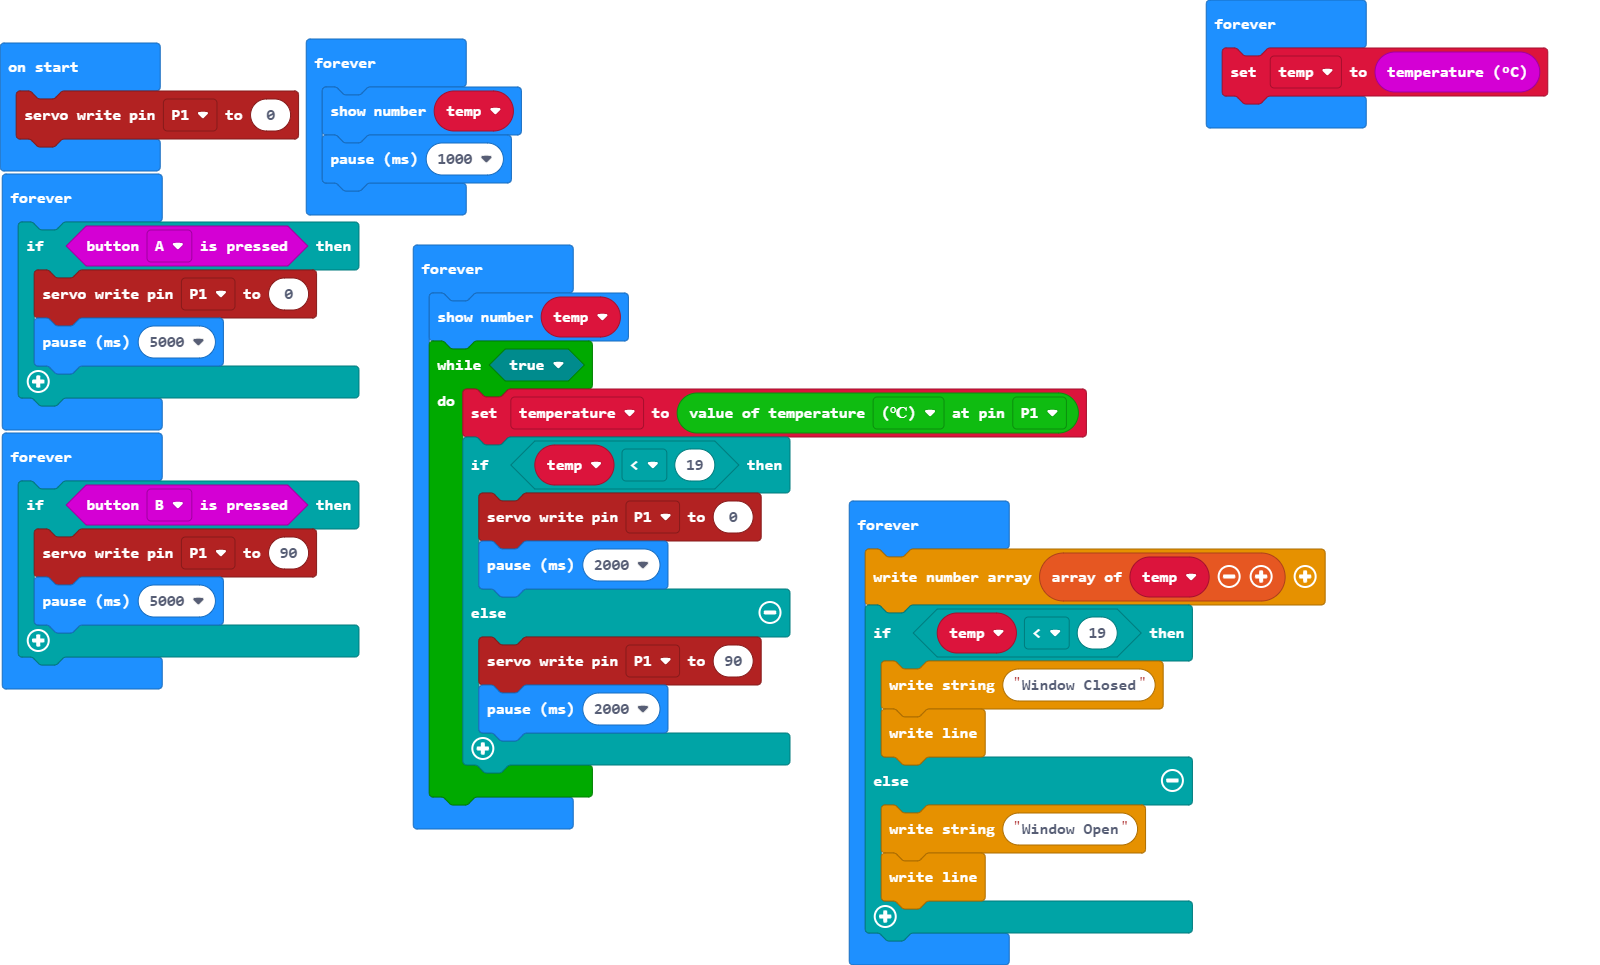 on start
servo write pin P1 to 0
forever
show number temp
pause (ms) 1000
forever
set temp to temperature (°C)
forever
if button A is pressed then
servo write pin P1 to 0
pause (ms) 5000
forever
if button B is pressed then
servo write pin P1 to 90
pause (ms) 5000
forever
show number temp
while true
do set temperature to value of temperature (℃) at pin P1
if temp < 19 then
servo write pin P1 to 0
pause (ms) 2000
else
servo write pin P1 to 90
pause (ms) 2000
forever
write number array array of temp
if temp < 19 then
write string "Window Closed"
write line
else
write string "Window Open"
write line